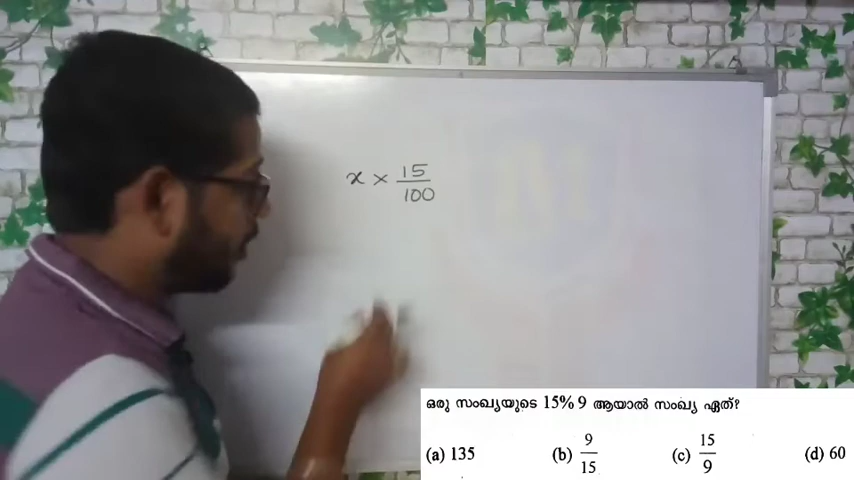 x × 15/100
ഒരു സംഖ്യയുടെ 15% 9 ആയാൽ സംഖ്യ ഏത്?
(a) 135 (b) 9/15 (c) 15/9 (d) 60